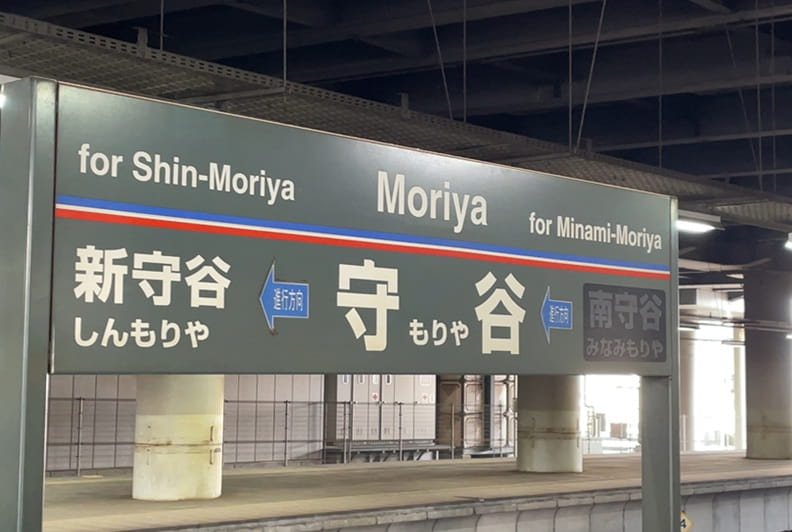 for Shin-Moriya
Moriya
for Minami-Moriya
新守谷
しんもりや
進行方向
守もりや谷
進行方向
南守谷
みなみもりや
4